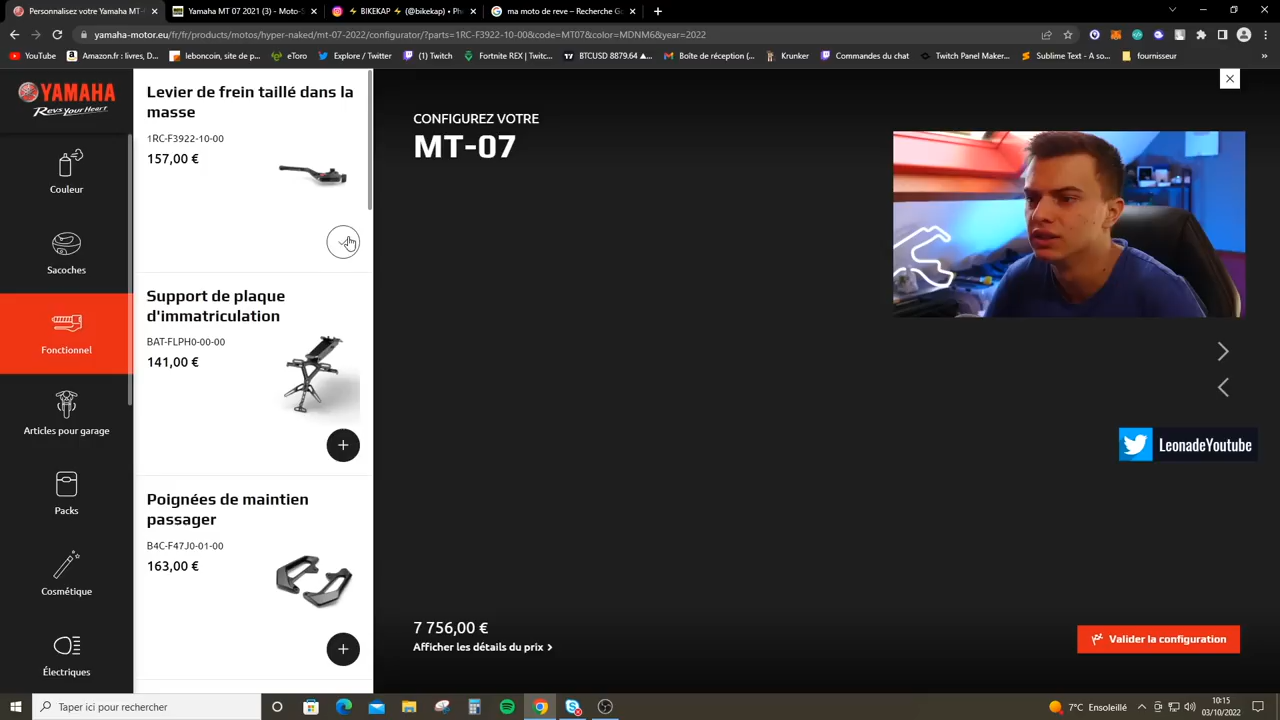 Personnalisez votre Yamaha MT-
Yamaha MT 07 2021 (3) - Moto-S
⚡ BIKEKAP ⚡ (@bikekap) • Ph
ma moto de reve – Recherche Go
yamaha-motor.eu/fr/fr/products/motos/hyper-naked/mt-07-2022/configurator/?parts=1RC-F3922-10-00&code=MT07&color=MDNM6&year=2022
YouTube
Amazon.fr : livres, D...
leboncoin, site de p...
eToro
Explore / Twitter
(1) Twitch
Fortnite REX | Twitc...
BTCUSD 8879.64 ▲...
Boîte de réception (...
Krunker
Commandes du chat
Twitch Panel Maker...
Sublime Text - A so...
fournisseur
YAMAHA
Revs Your Heart
Couleur
Sacoches
Fonctionnel
Articles pour garage
Packs
Cosmétique
Électriques
Levier de frein taillé dans la
masse
1RC-F3922-10-00
157,00 €
Support de plaque
d'immatriculation
BAT-FLPH0-00-00
141,00 €
Poignées de maintien
passager
B4C-F47J0-01-00
163,00 €
CONFIGUREZ VOTRE
MT-07
LeonadeYoutube
7 756,00 €
Afficher les détails du prix
Valider la configuration
Taper ici pour rechercher
7°C Ensoleillé
10:15
03/10/2022